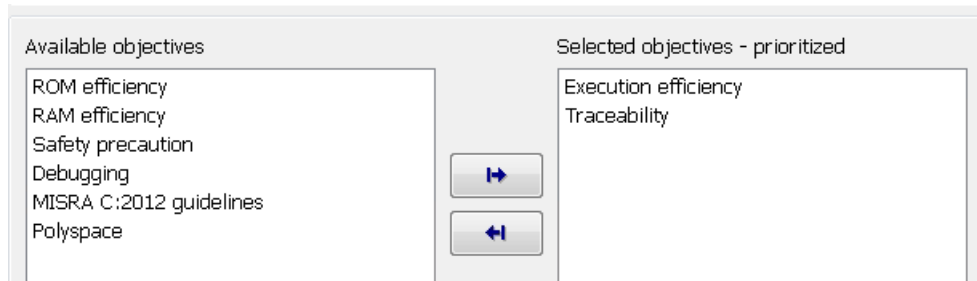 Available objectives
ROM efficiency
RAM efficiency
Safety precaution
Debugging
MISRA C:2012 guidelines
Polyspace
Selected objectives - prioritized
Execution efficiency
Traceability